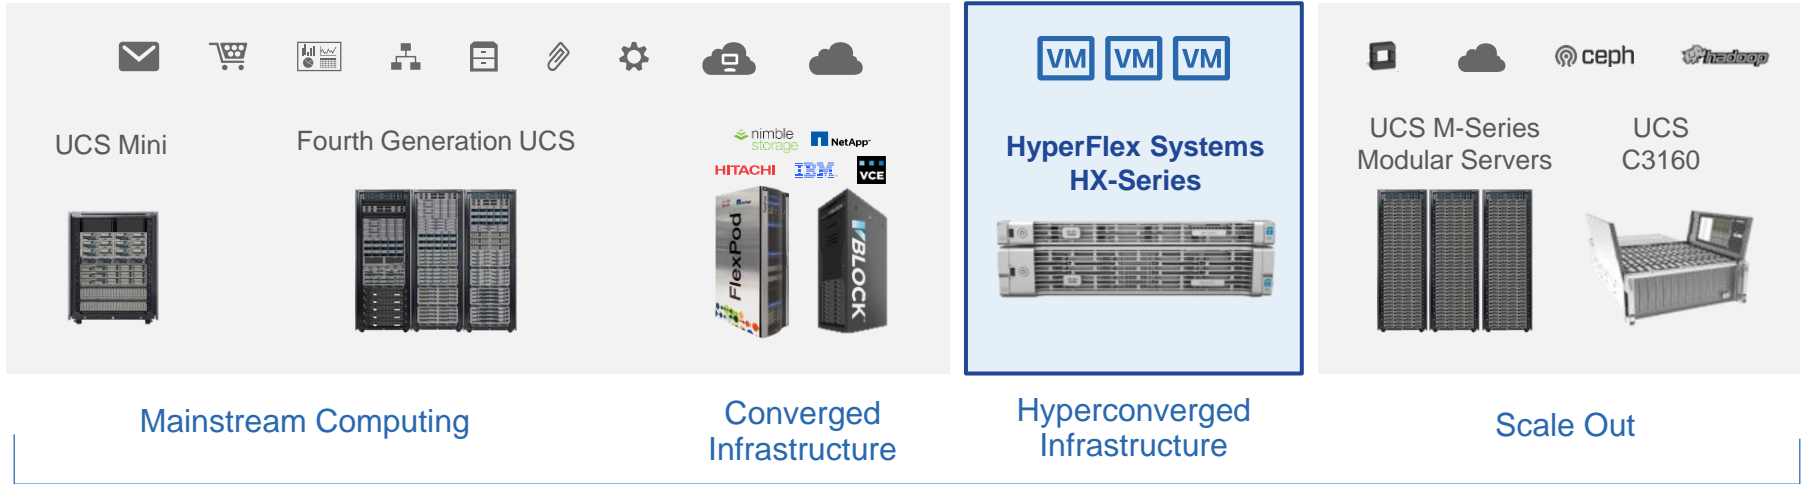 VM VM VM
ceph
hadoop
UCS Mini
Fourth Generation UCS
nimble
storage
NetApp
HITACHI
IBM
VCE
FlexPod
VBLOCK
HyperFlex Systems
HX-Series
UCS M-Series
Modular Servers
UCS
C3160
Mainstream Computing
Converged
Infrastructure
Hyperconverged
Infrastructure
Scale Out